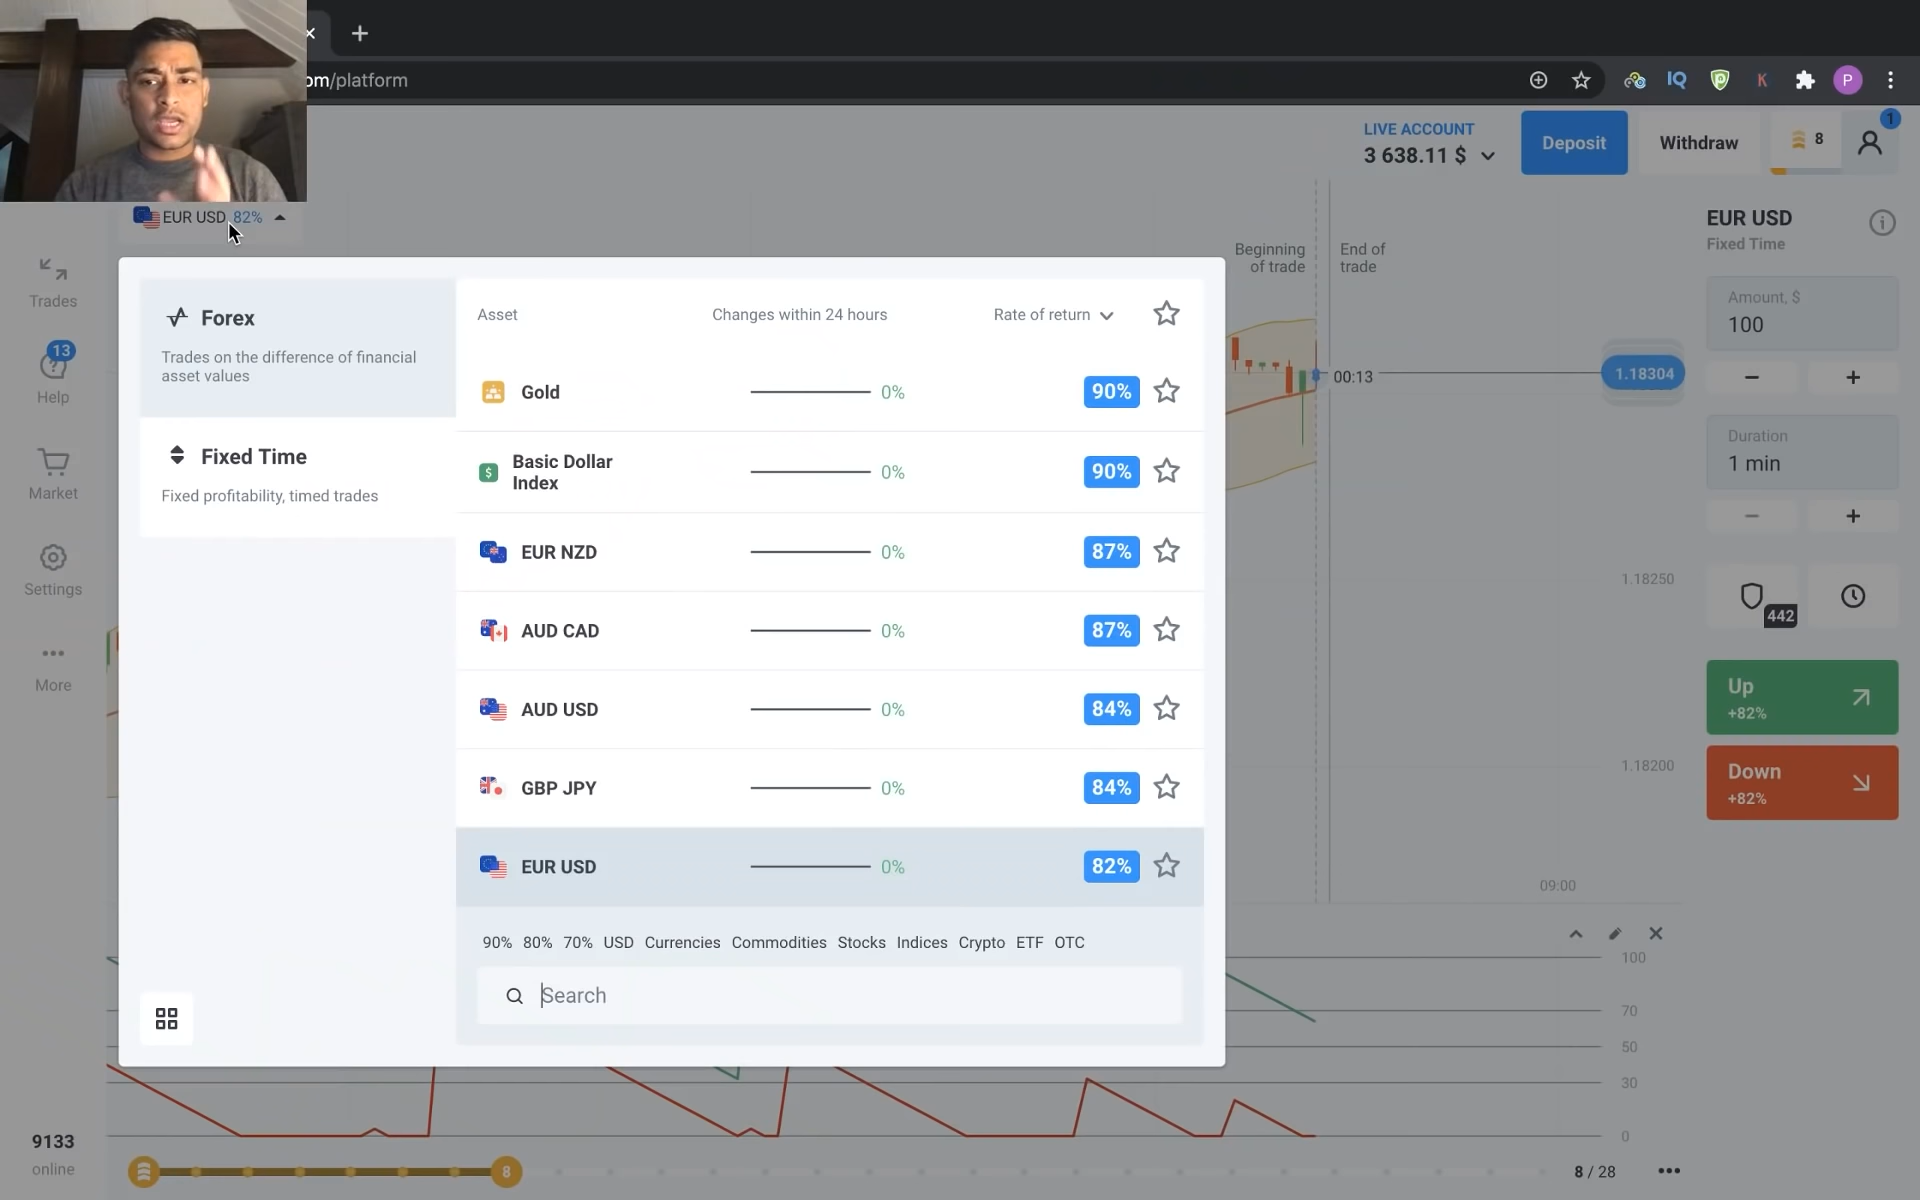 om/platform
IQ
K
P
LIVE ACCOUNT
3 638.11 $
Deposit
Withdraw
8
1
EUR USD 82%
Trades
13
Help
Market
Settings
More
9133
online
Forex
Trades on the difference of financial
asset values
Fixed Time
Fixed profitability, timed trades
Asset
Changes within 24 hours
Rate of return
Gold
0%
90%
Basic Dollar
Index
0%
90%
EUR NZD
0%
87%
AUD CAD
0%
87%
AUD USD
0%
84%
GBP JPY
0%
84%
EUR USD
0%
82%
90% 80% 70% USD Currencies Commodities Stocks Indices Crypto ETF OTC
Search
Beginning
of trade
End of
trade
00:13
1.18304
1.18250
1.18200
09:00
100
70
50
30
0
8
8 / 28
EUR USD
Fixed Time
Amount, $
100
Duration
1 min
442
Up
+82%
Down
+82%